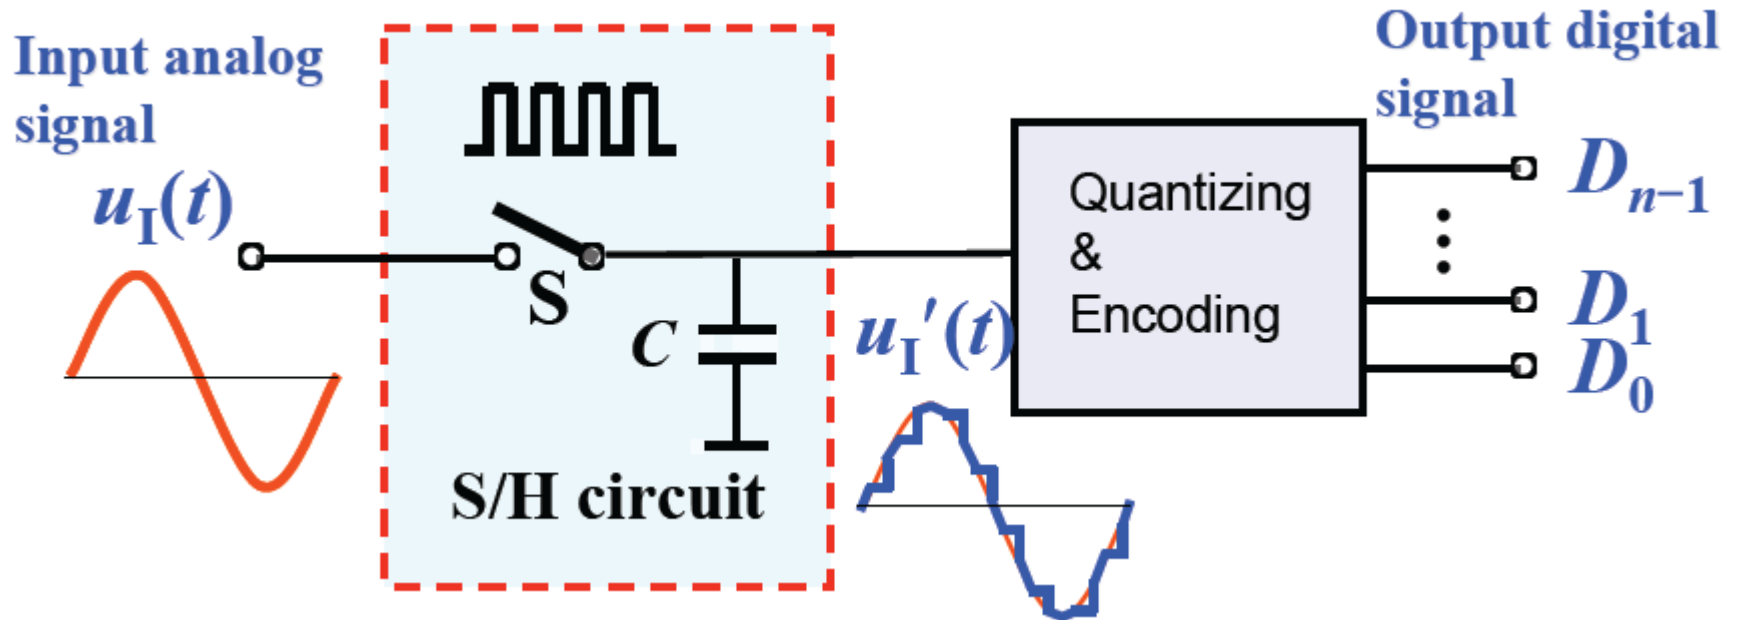 Input analog
signal
u_I(t)
S
C
S/H circuit
u_I′(t)
Quantizing
&
Encoding
Output digital
signal
D_{n−1}
⋮
D_1
D_0